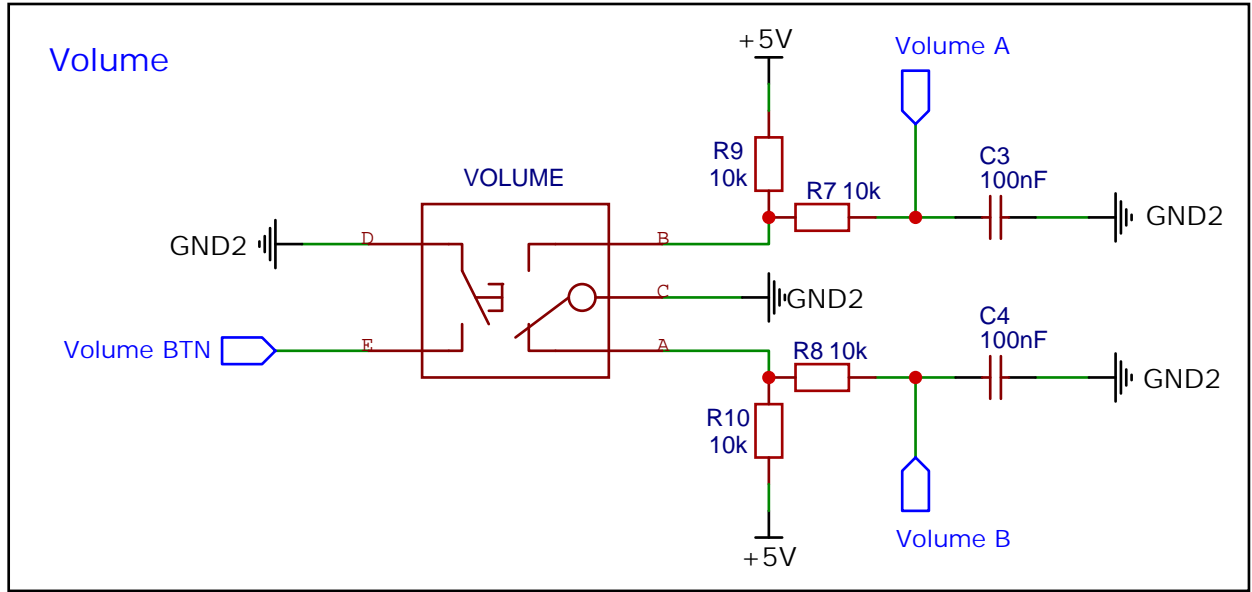 Volume
+5V
Volume A
R9
10k
R7 10k
C3
100nF
GND2
VOLUME
GND2
D
B
C
GND2
Volume BTN
E
A
R8 10k
C4
100nF
GND2
R10
10k
+5V
Volume B